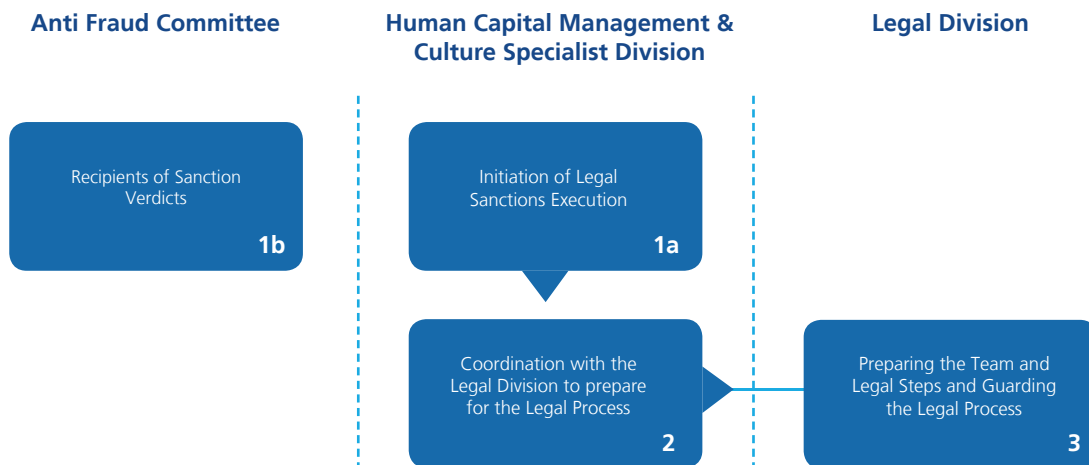 Anti Fraud Committee
Human Capital Management &
Culture Specialist Division
Legal Division
Recipients of Sanction
Verdicts
1b
Initiation of Legal
Sanctions Execution
1a
Coordination with the
Legal Division to prepare
for the Legal Process
2
Preparing the Team and
Legal Steps and Guarding
the Legal Process
3